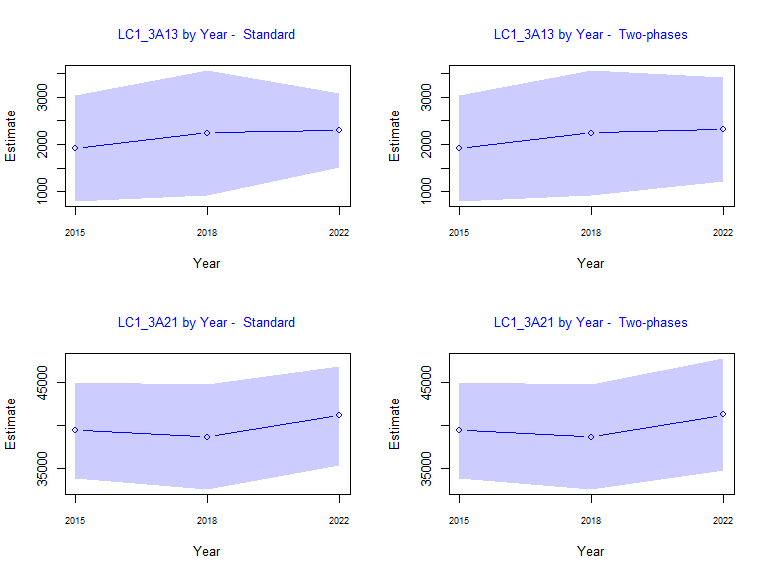 LC1_3A13 by Year -  Standard
Estimate
3000
2000
1000
2015
2018
2022
Year
LC1_3A13 by Year -  Two-phases
Estimate
3000
2000
1000
2015
2018
2022
Year
LC1_3A21 by Year -  Standard
Estimate
45000
35000
2015
2018
2022
Year
LC1_3A21 by Year -  Two-phases
Estimate
45000
35000
2015
2018
2022
Year